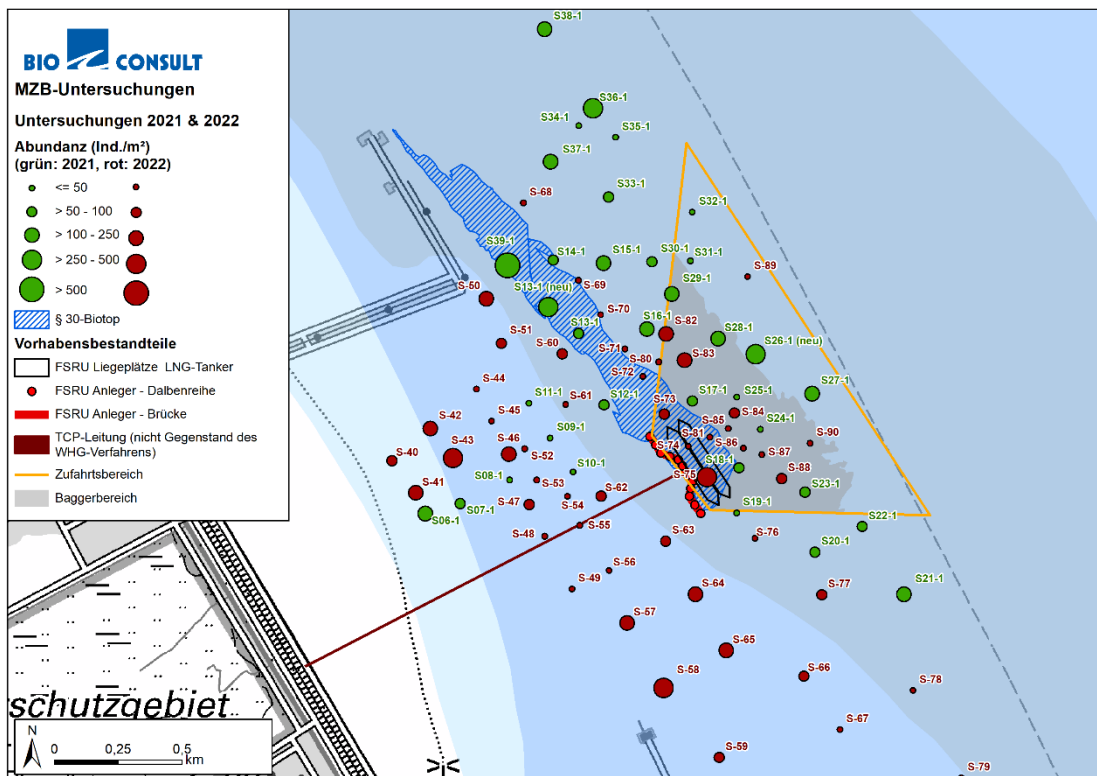 BIO CONSULT
MZB-Untersuchungen
Untersuchungen 2021 & 2022
Abundanz (Ind./m²)
(grün: 2021, rot: 2022)
<= 50
> 50 - 100
> 100 - 250
> 250 - 500
> 500
§ 30-Biotop
Vorhabensbestandteile
FSRU Liegeplätze LNG-Tanker
FSRU Anleger - Dalbenreihe
FSRU Anleger - Brücke
TCP-Leitung (nicht Gegenstand des
WHG-Verfahrens)
Zufahrtsbereich
Baggerbereich
schutzgebiet
N
0 0,25 0,5
km
S38-1
S36-1
S34-1
S35-1
S37-1
S-68
S33-1
S32-1
S39-1
S14-1
S15-1
S30-1
S31-1
S-89
S-50
S13-1 (neu)
S-69
S29-1
S-70
S-51
S-60
S13-1
S16-1
S-82
S28-1
S26-1 (neu)
S-71
S-80
S-83
S-72
S-44
S11-1
S-61
S12-1
S17-1
S25-1
S27-1
S-42
S-45
S-73
S-84
S24-1
S09-1
S-85
S-90
S-40
S-43
S-46
S-52
S-74
S-81
S-86
S-87
S08-1
S10-1
S-75
S18-1
S-88
S-41
S-53
S-62
S23-1
S06-1
S07-1
S-47
S-54
S19-1
S-48
S-55
S-63
S-76
S22-1
S20-1
S-56
S-49
S-64
S-77
S21-1
S-57
S-65
S-58
S-66
S-78
S-67
S-59
S-79